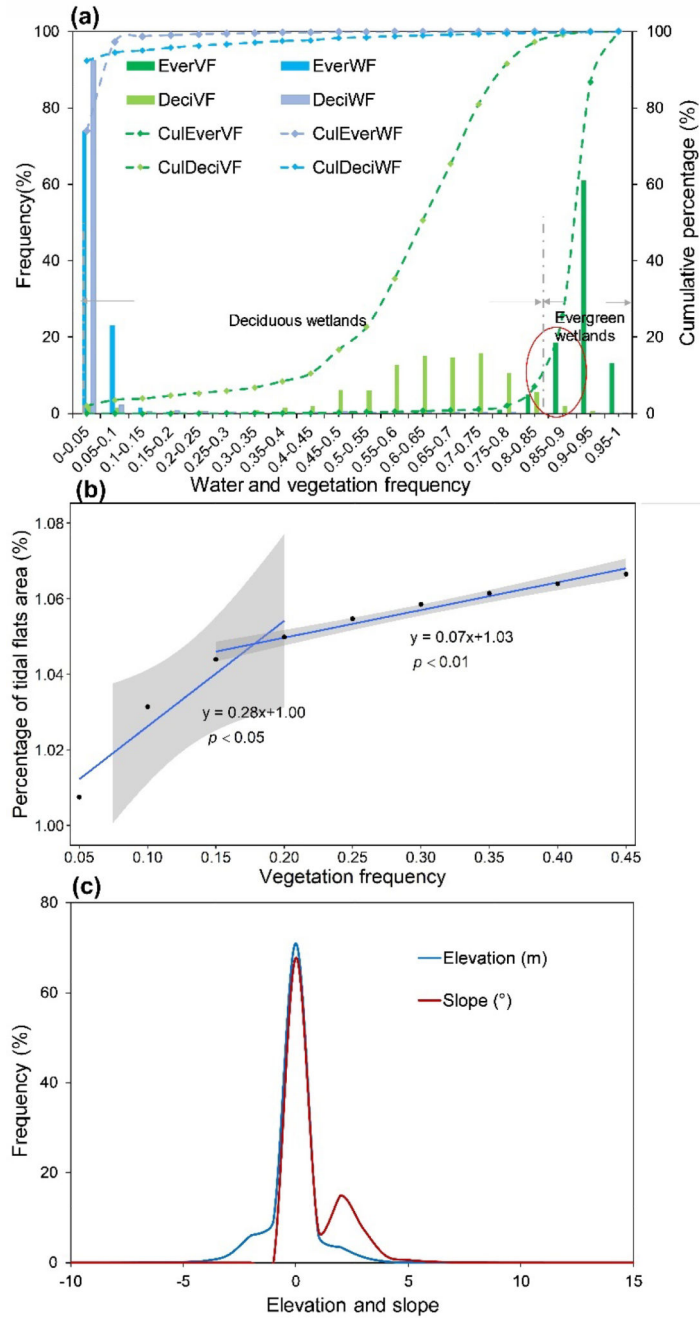 (a)
100
80
60
40
20
0
Frequency(%)
EverVF
EverWF
DeciVF
DeciWF
CulEverVF
CulEverWF
CulDeciVF
CulDeciWF
Deciduous wetlands
Evergreen
wetlands
100
80
60
40
20
0
Cumulative percentage (%)
0-0.05
0.05-0.1
0.1-0.15
0.15-0.2
0.2-0.25
0.25-0.3
0.3-0.35
0.35-0.4
0.4-0.45
0.45-0.5
0.5-0.55
0.55-0.6
0.6-0.65
0.65-0.7
0.7-0.75
0.75-0.8
0.8-0.85
0.85-0.9
0.9-0.95
0.95-1
Water and vegetation frequency
(b)
1.08
1.06
1.04
1.02
1.00
Percentage of tidal flats area (%)
y = 0.07x+1.03
p < 0.01
y = 0.28x+1.00
p < 0.05
0.05 0.10 0.15 0.20 0.25 0.30 0.35 0.40 0.45
Vegetation frequency
(c)
80
60
40
20
0
Frequency (%)
Elevation (m)
Slope (°)
-10 -5 0 5 10 15
Elevation and slope